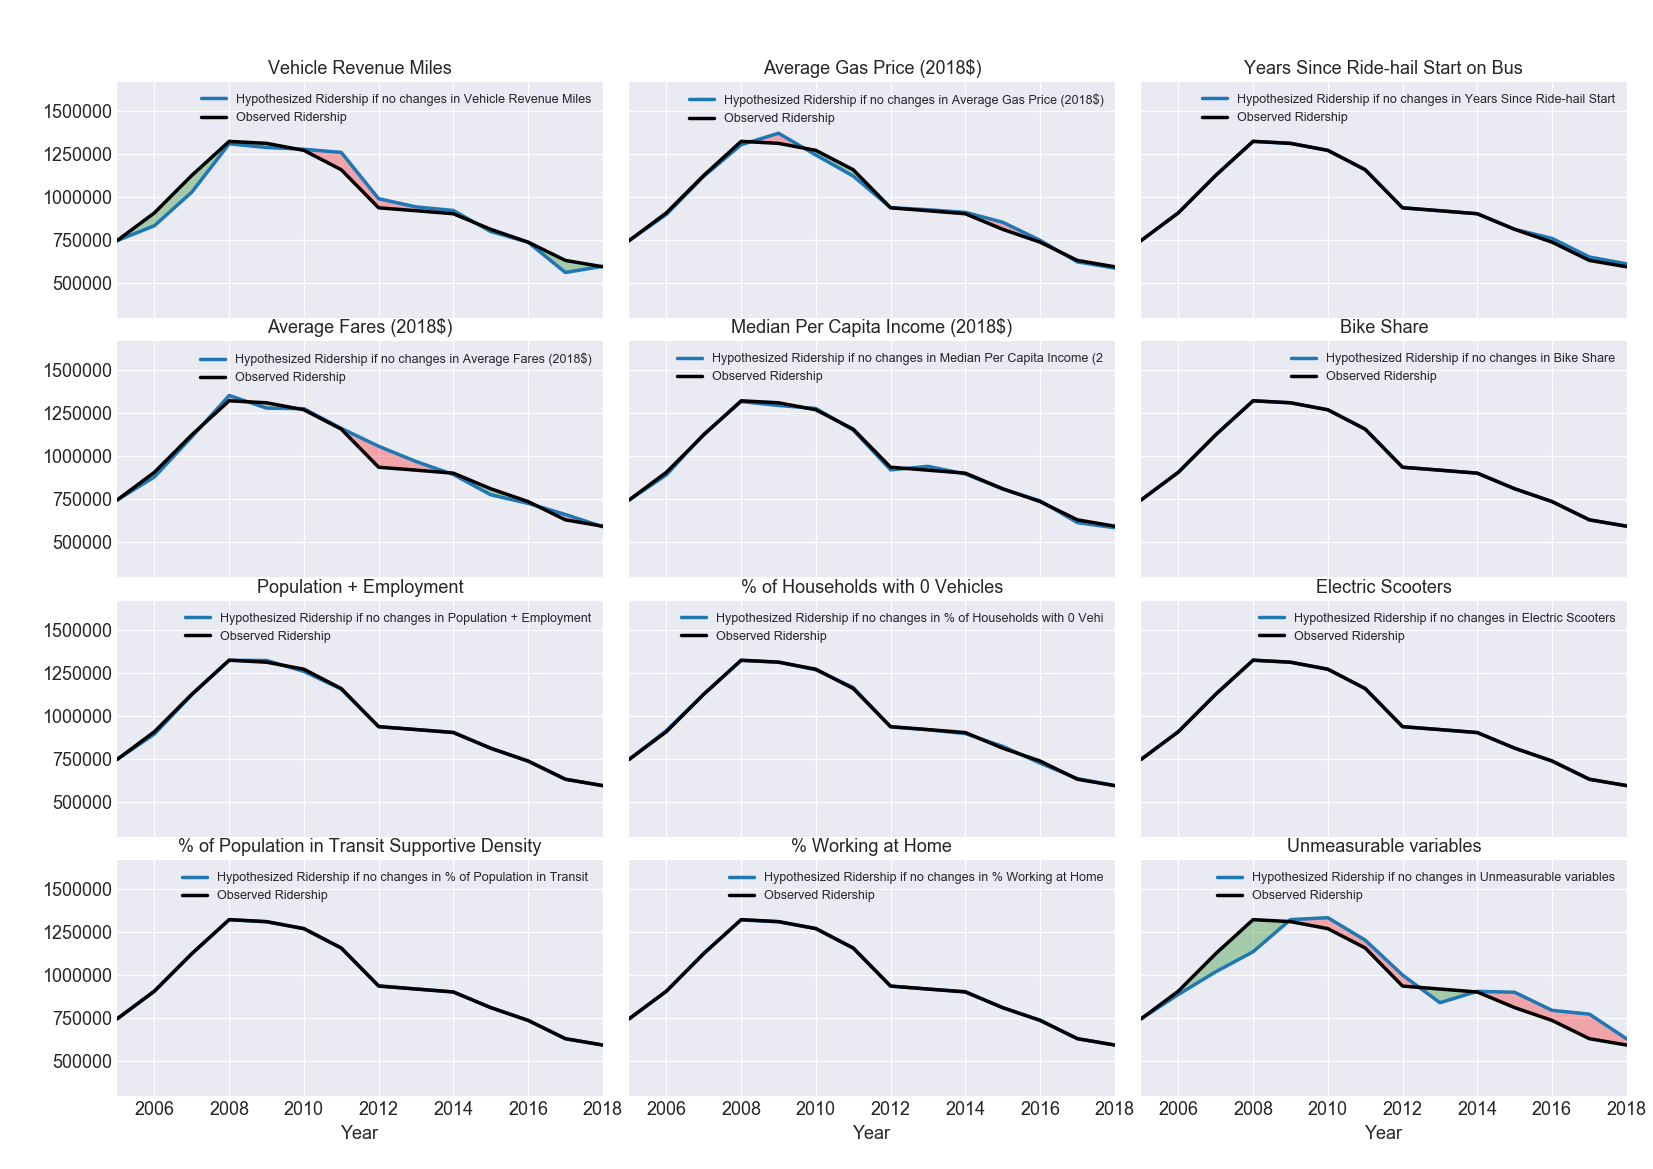 Vehicle Revenue Miles
Hypothesized Ridership if no changes in Vehicle Revenue Miles
Observed Ridership
1500000
1250000
1000000
750000
500000
Average Gas Price (2018$)
Hypothesized Ridership if no changes in Average Gas Price (2018$)
Observed Ridership
Years Since Ride-hail Start on Bus
Hypothesized Ridership if no changes in Years Since Ride-hail Start
Observed Ridership
Average Fares (2018$)
Hypothesized Ridership if no changes in Average Fares (2018$)
Observed Ridership
1500000
1250000
1000000
750000
500000
Median Per Capita Income (2018$)
Hypothesized Ridership if no changes in Median Per Capita Income (2
Observed Ridership
Bike Share
Hypothesized Ridership if no changes in Bike Share
Observed Ridership
Population + Employment
Hypothesized Ridership if no changes in Population + Employment
Observed Ridership
1500000
1250000
1000000
750000
500000
% of Households with 0 Vehicles
Hypothesized Ridership if no changes in % of Households with 0 Vehi
Observed Ridership
Electric Scooters
Hypothesized Ridership if no changes in Electric Scooters
Observed Ridership
% of Population in Transit Supportive Density
Hypothesized Ridership if no changes in % of Population in Transit
Observed Ridership
1500000
1250000
1000000
750000
500000
2006 2008 2010 2012 2014 2016 2018
Year
% Working at Home
Hypothesized Ridership if no changes in % Working at Home
Observed Ridership
2006 2008 2010 2012 2014 2016 2018
Year
Unmeasurable variables
Hypothesized Ridership if no changes in Unmeasurable variables
Observed Ridership
2006 2008 2010 2012 2014 2016 2018
Year